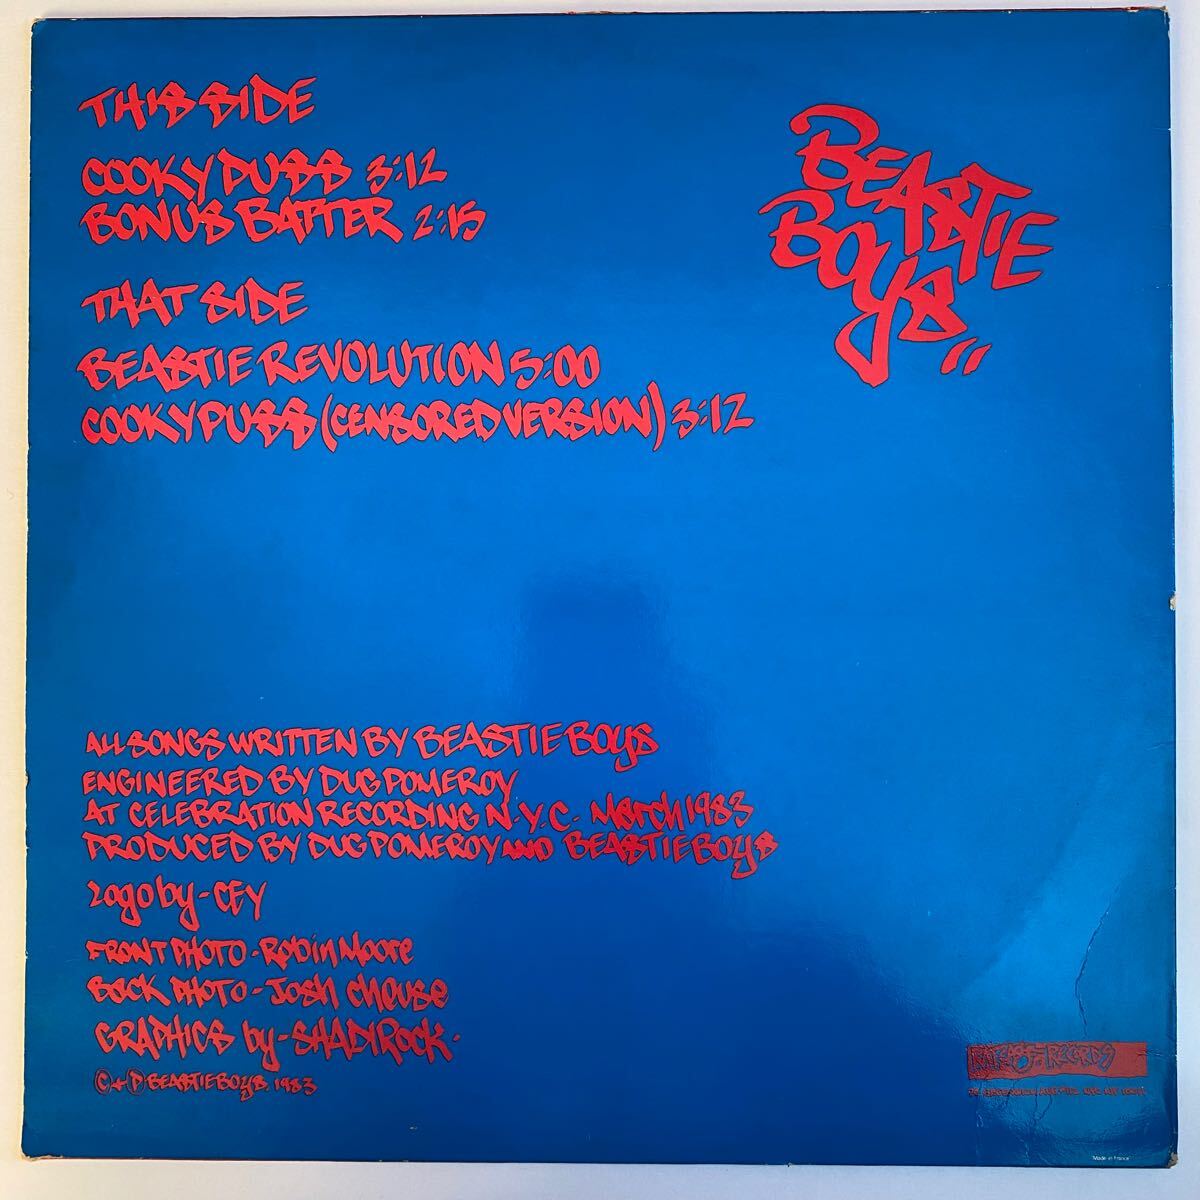 THIS SIDE
COOKY PUSS 3:12
BONUS BATTER 2:15
THAT SIDE
BEASTIE REVOLUTION 5:00
COOKY PUSS (CENSORED VERSION) 3:12
BEASTIE
BOYS
ALL SONGS WRITTEN BY BEASTIE BOYS
ENGINEERED BY DUG POMEROY
AT CELEBRATION RECORDING N.Y.C. MARCH 1983
PRODUCED BY DUG POMEROY AND BEASTIE BOYS
Logo by - CEY
FRONT PHOTO - Robin Moore
BACK PHOTO - Josh Cheuse
GRAPHICS by - SHADI ROCK.
© + ℗ BEASTIE BOYS. 1983
RATCAGE RECORDS
Made in France